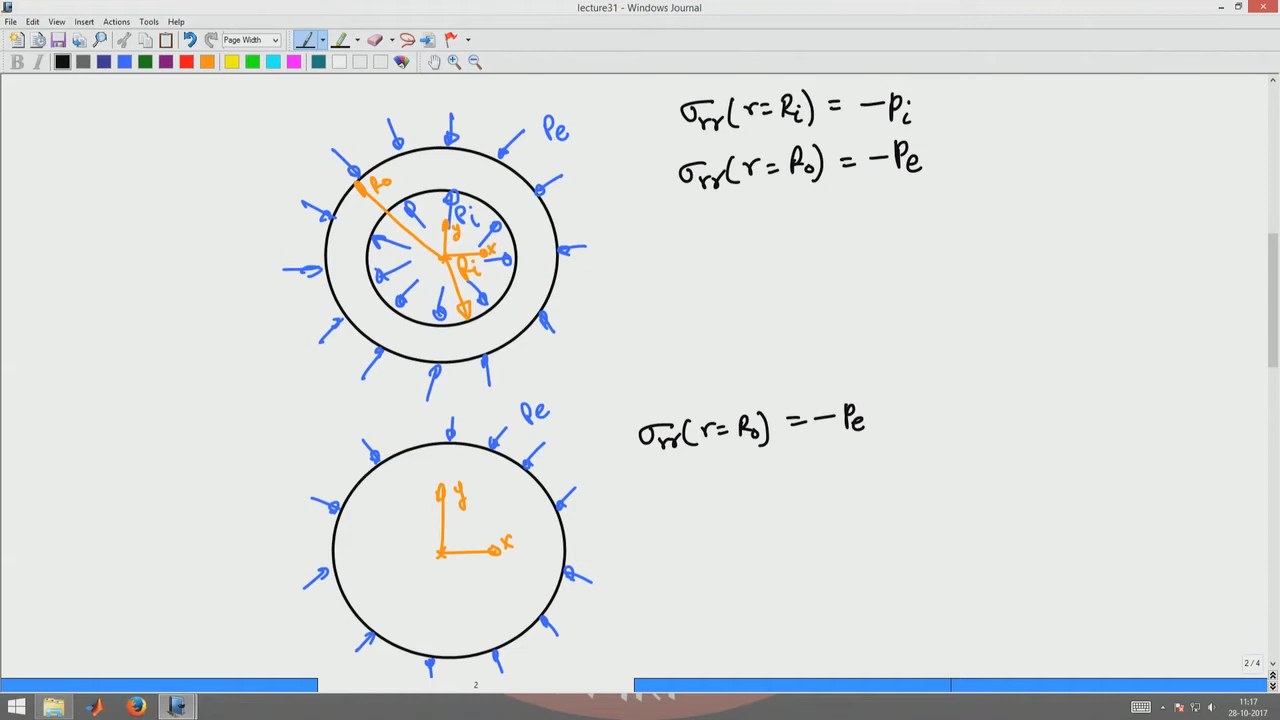 lecture31 - Windows Journal
File Edit View Insert Actions Tools Help
Page Width
B I
σrr(r=Ri) = -Pi
σrr(r=Ro) = -Pe
Pe
Ro
Pi
y
x
Ri
Pe
σrr(r=Ro) = -Pe
y
x
2 / 4
2
11:17
28-10-2017